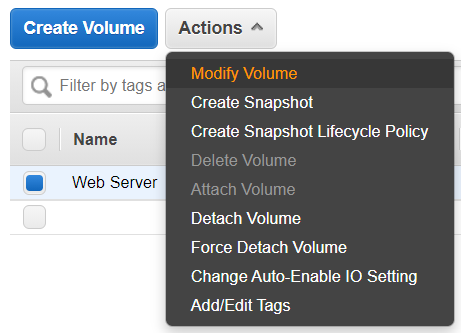 Create Volume
Actions
Filter by tags a
Name
Web Server
Modify Volume
Create Snapshot
Create Snapshot Lifecycle Policy
Delete Volume
Attach Volume
Detach Volume
Force Detach Volume
Change Auto-Enable IO Setting
Add/Edit Tags